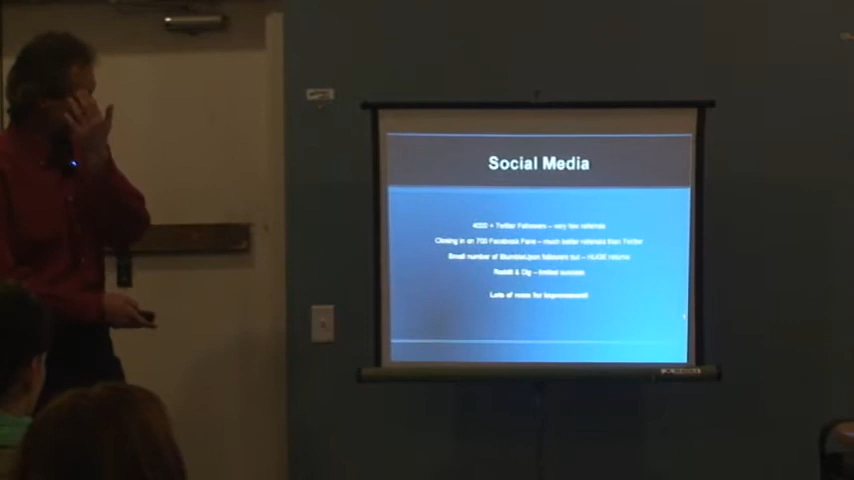 Social Media
4000 + Twitter Followers – very few referrals
Closing in on 700 Facebook Fans – much better referrers than Twitter
Small number of StumbleUpon followers but – HUGE returns
Reddit & Dig – limited success
Lots of room for improvement!